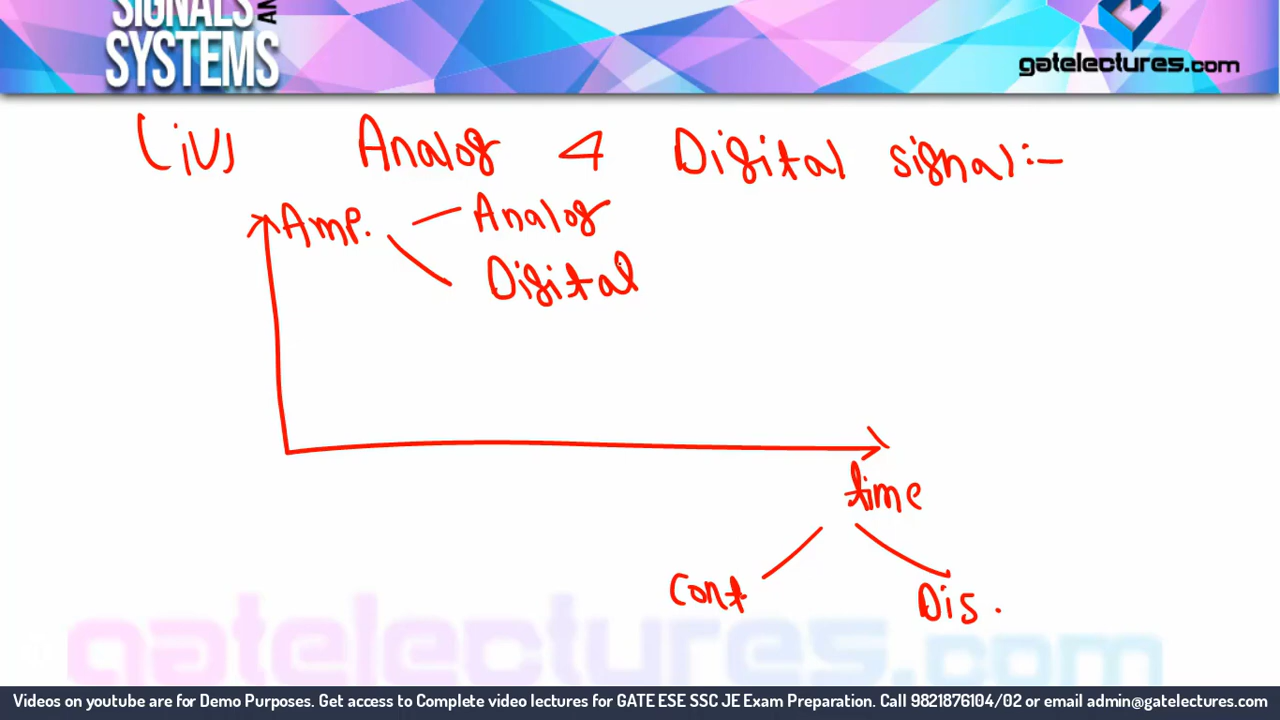 SIGNALS AND
SYSTEMS
gatelectures.com
(iv) Analog & Digital signal:-
Amp. Analog
Digital
time
Cont Dis.
gatelectures.com
Videos on youtube are for Demo Purposes. Get access to Complete video lectures for GATE ESE SSC JE Exam Preparation. Call 9821876104/02 or email admin@gatelectures.com